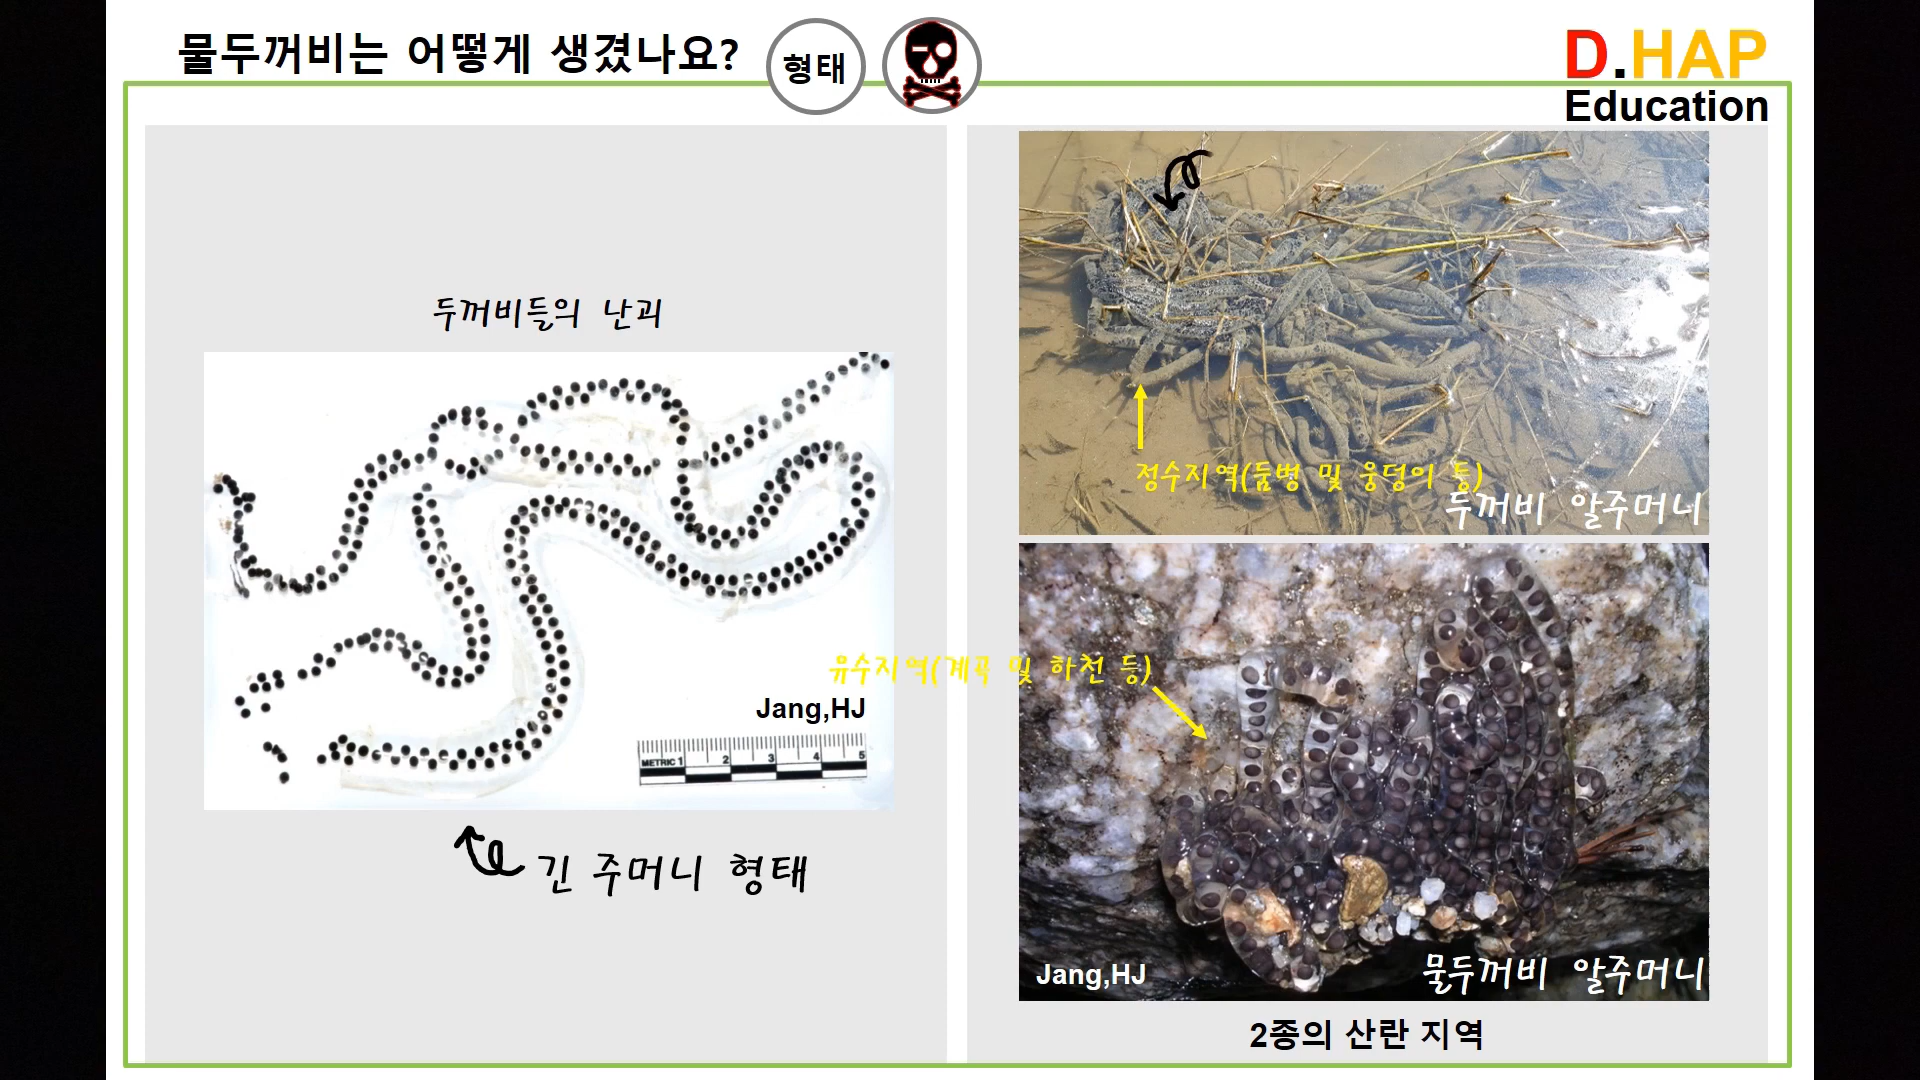 물두꺼비는 어떻게 생겼나요?
형태
D.HAP
Education
두꺼비들의 난괴
Jang,HJ
METRIC 1 2 3 4 5
긴 주머니 형태
정수지역(둠벙 및 웅덩이 등)
두꺼비 알주머니
유수지역(계곡 및 하천 등)
Jang,HJ
물두꺼비 알주머니
2종의 산란 지역